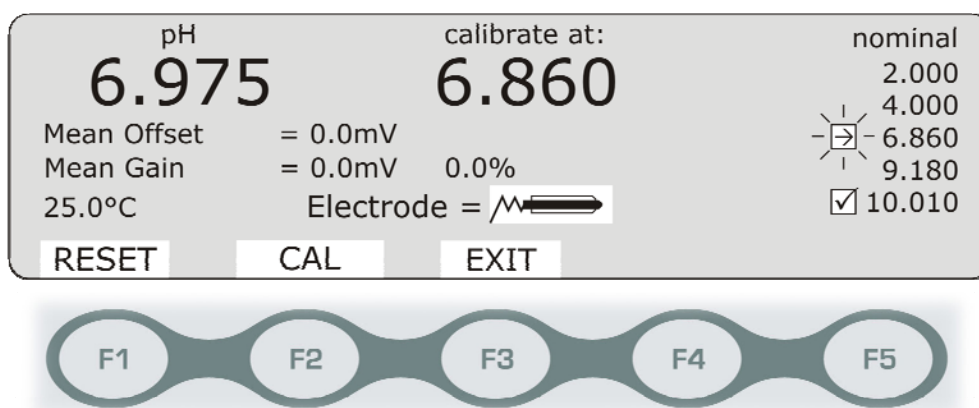 pH calibrate at: nominal
6.975 6.860 2.000
4.000
Mean Offset = 0.0mV 6.860
Mean Gain = 0.0mV 0.0% 9.180
25.0°C Electrode = 10.010
RESET CAL EXIT
F1 F2 F3 F4 F5